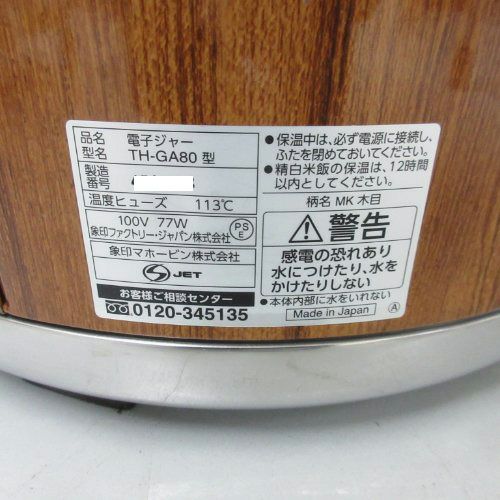 品名 電子ジャー
型名 TH-GA80 型
製造
番号
温度ヒューズ 113℃
100V 77W
象印ファクトリー・ジャパン株式会社
PS
E
象印マホービン株式会社
JET
お客様ご相談センター
0120-345135
●保温中は、必ず電源に接続し、
ふたを閉めておいてください。
●精白米飯の保温は、12時間
以内としてください。
柄名 MK 木目
警告
感電の恐れあり
水につけたり、水を
かけたりしない
●本体内部に水をいれない
Made in Japan
A